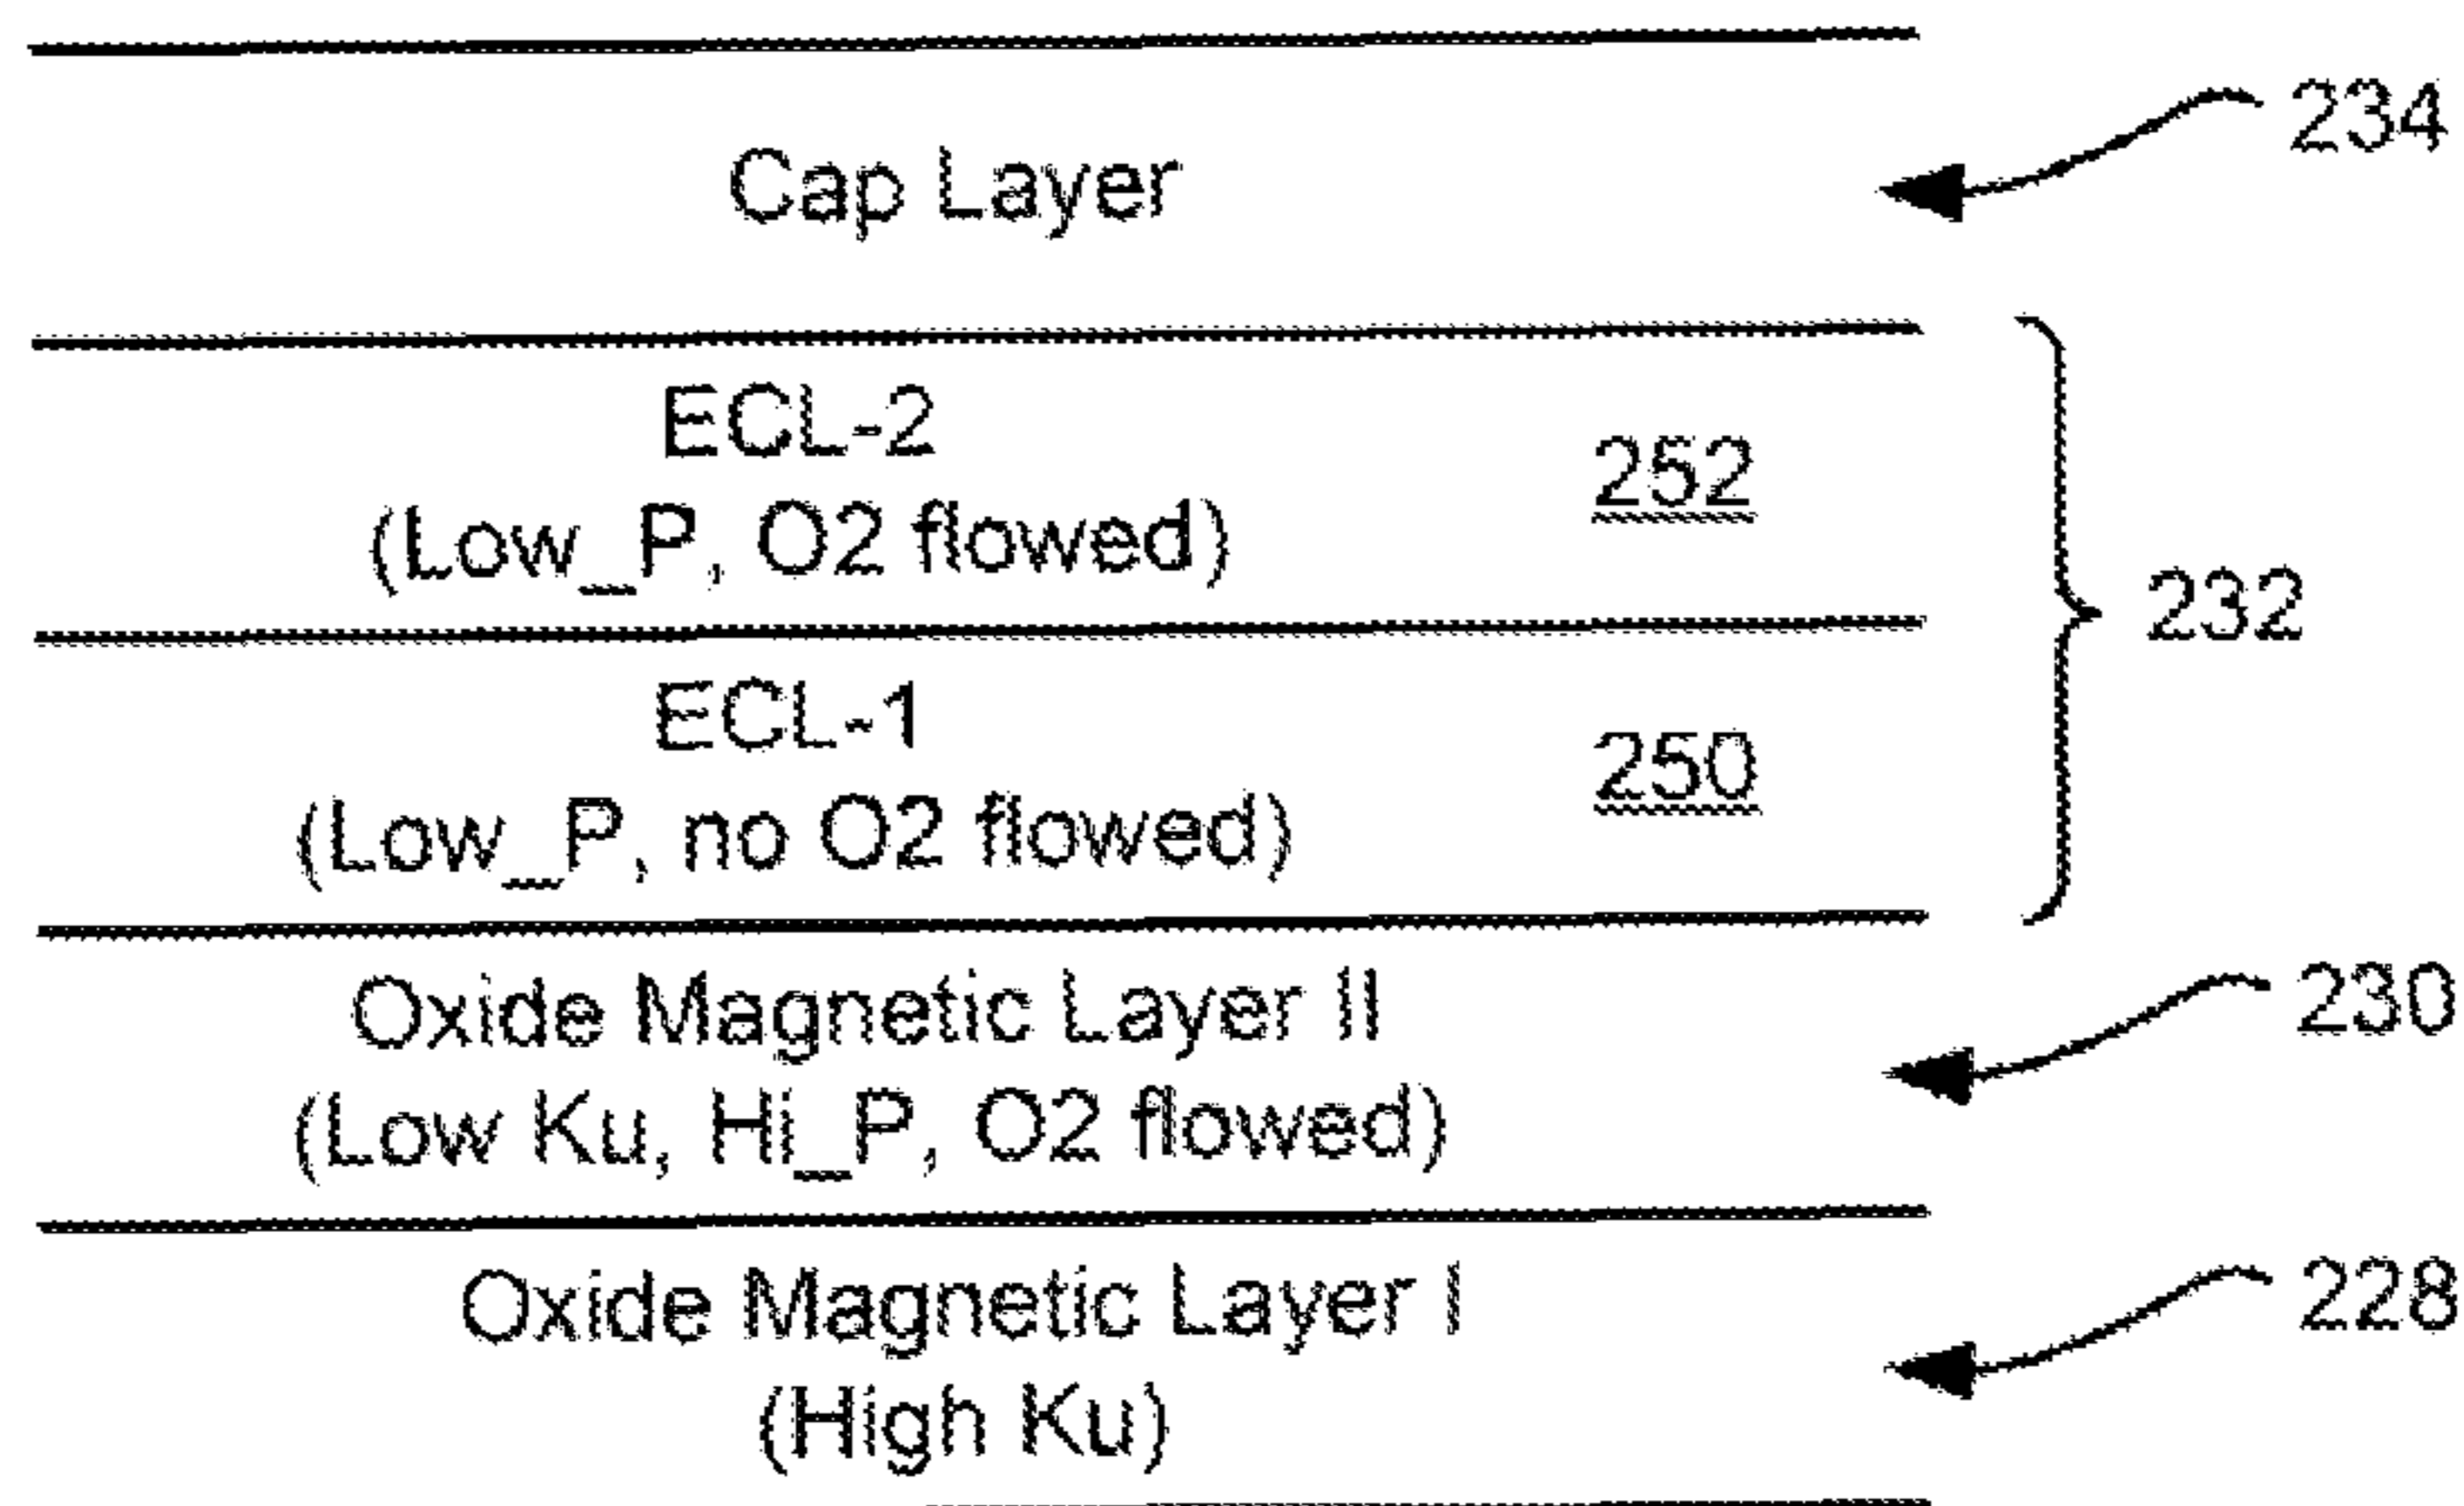 Cap Layer
234
ECL-2
(Low_P, O2 flowed)
252
232
ECL-1
(Low_P, no O2 flowed)
250
Oxide Magnetic Layer II
(Low Ku, Hi_P, O2 flowed)
230
Oxide Magnetic Layer I
(High Ku)
228